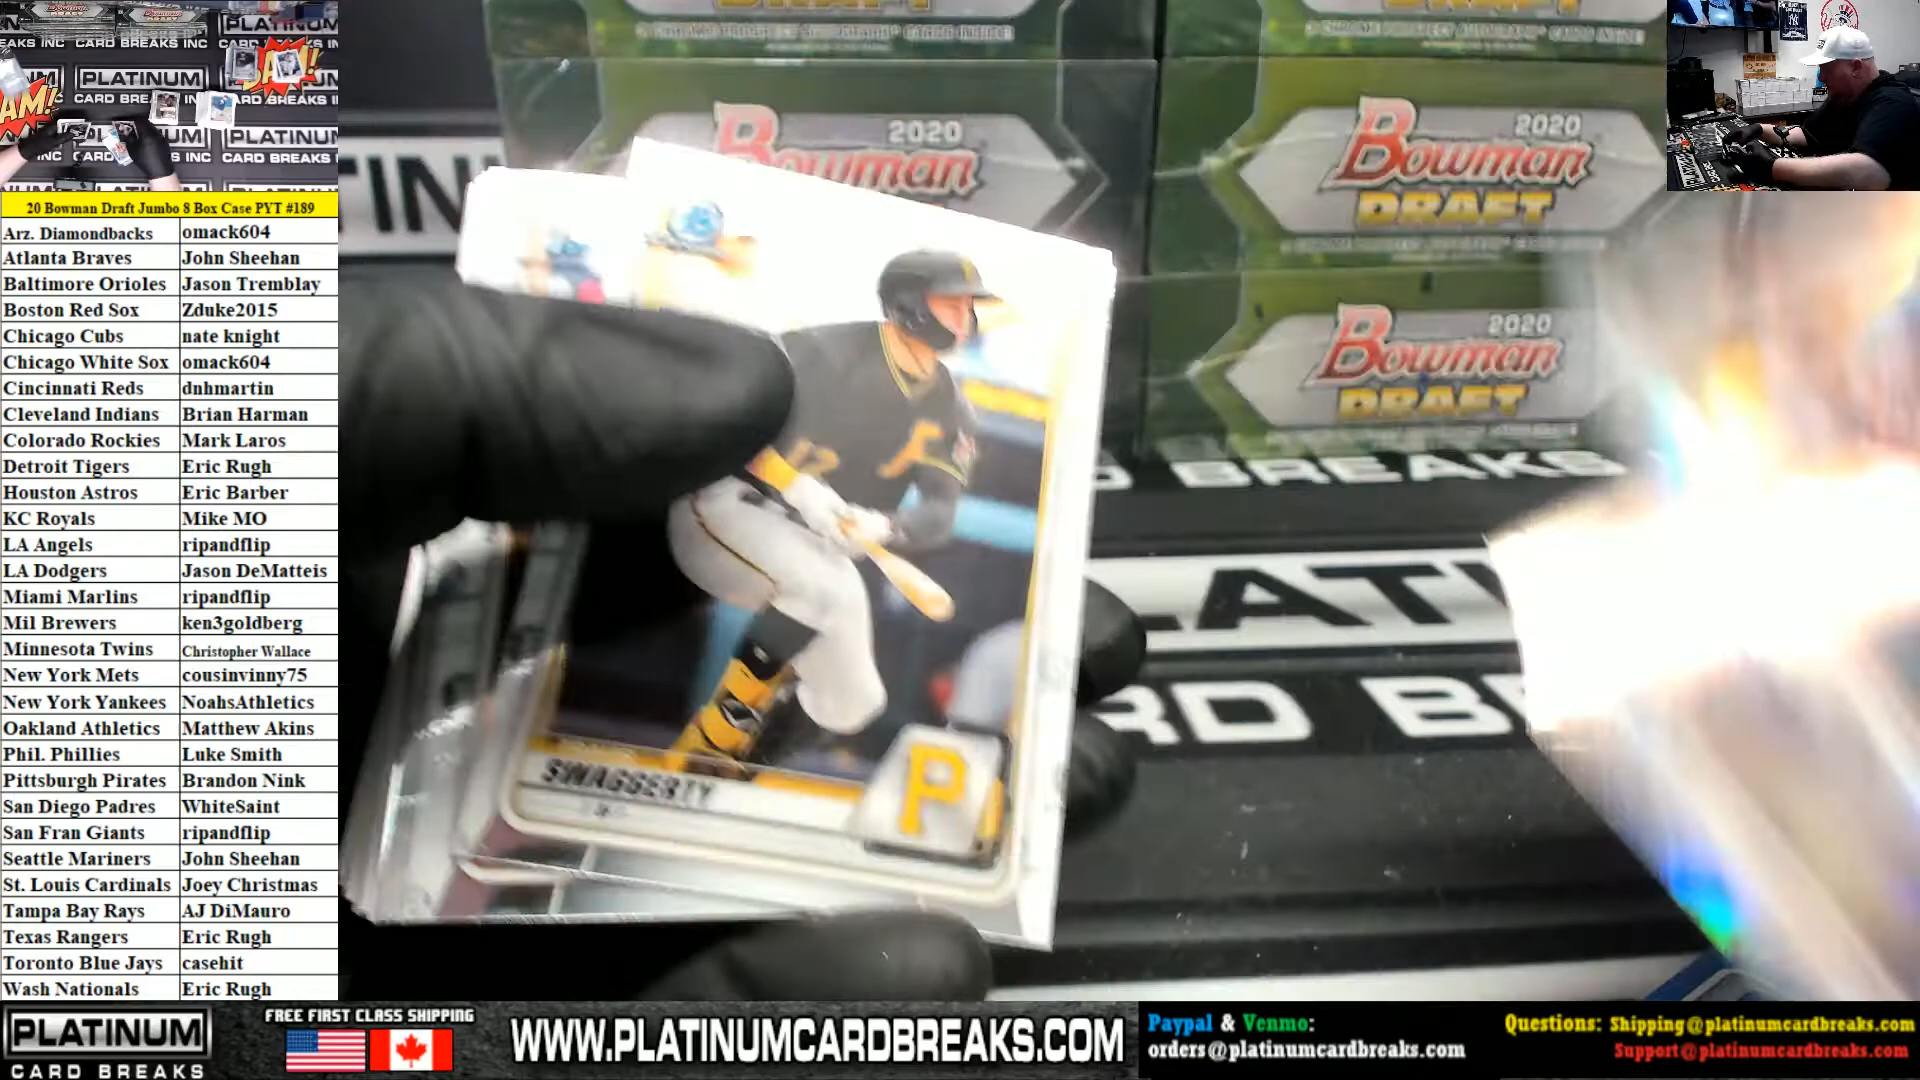 20 Bowman Draft Jumbo 8 Box Case PYT #189
Arz. Diamondbacks omack604
Atlanta Braves John Sheehan
Baltimore Orioles Jason Tremblay
Boston Red Sox Zduke2015
Chicago Cubs nate knight
Chicago White Sox omack604
Cincinnati Reds dnhmartin
Cleveland Indians Brian Harman
Colorado Rockies Mark Laros
Detroit Tigers Eric Rugh
Houston Astros Eric Barber
KC Royals Mike MO
LA Angels ripandflip
LA Dodgers Jason DeMatteis
Miami Marlins ripandflip
Mil Brewers ken3goldberg
Minnesota Twins Christopher Wallace
New York Mets cousinvinny75
New York Yankees NoahsAthletics
Oakland Athletics Matthew Akins
Phil. Phillies Luke Smith
Pittsburgh Pirates Brandon Nink
San Diego Padres WhiteSaint
San Fran Giants ripandflip
Seattle Mariners John Sheehan
St. Louis Cardinals Joey Christmas
Tampa Bay Rays AJ DiMauro
Texas Rangers Eric Rugh
Toronto Blue Jays casehit
Wash Nationals Eric Rugh
PLATINUM
CARD BREAKS INC
2020
Bowman
2020
Bowman
DRAFT
2020
Bowman
DRAFT
BREAKS
SWAGGERTY
P
PLATINUM
CARD BREAKS
FREE FIRST CLASS SHIPPING
WWW.PLATINUMCARDBREAKS.COM
Paypal & Venmo:
orders@platinumcardbreaks.com
Questions: Shipping@platinumcardbreaks.com
Support@platinumcardbreaks.com